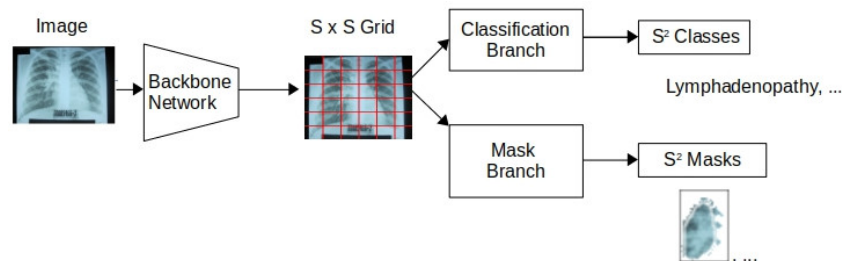 Image
S x S Grid
Classification
Branch
S² Classes
Backbone
Network
Lymphadenopathy, ...
Mask
Branch
S² Masks